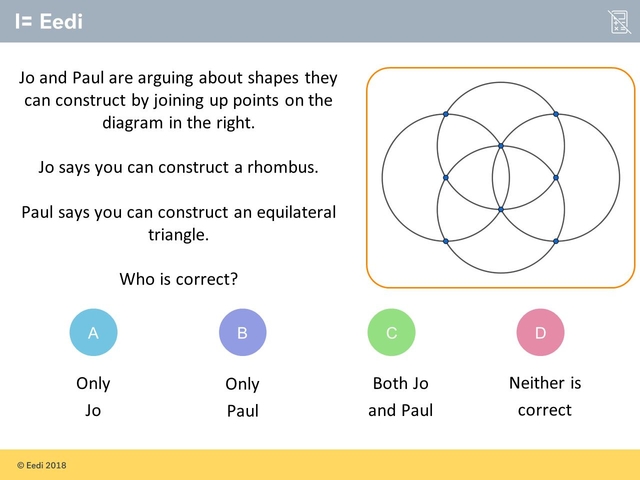 I= Eedi
Jo and Paul are arguing about shapes they
can construct by joining up points on the
diagram in the right.
Jo says you can construct a rhombus.
Paul says you can construct an equilateral
triangle.
Who is correct?
A
B
C
D
Only
Jo
Only
Paul
Both Jo
and Paul
Neither is
correct
© Eedi 2018